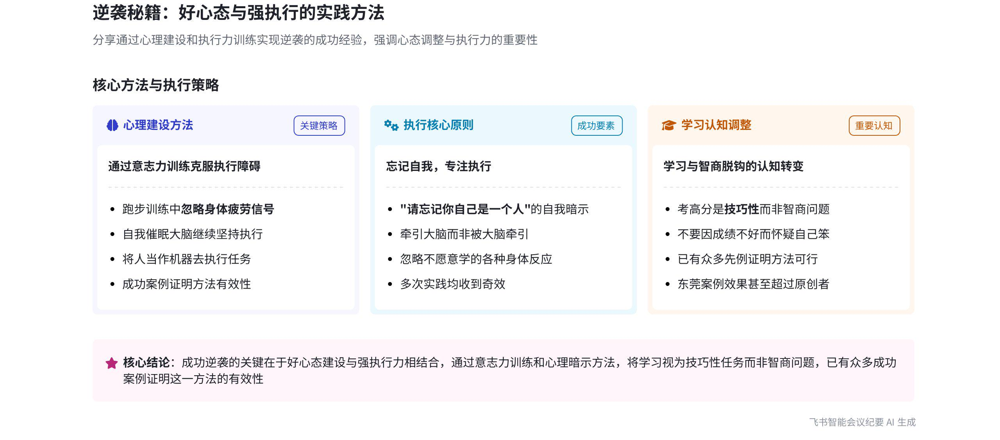 逆袭秘籍：好心态与强执行的实践方法
分享通过心理建设和执行力训练实现逆袭的成功经验，强调心态调整与执行力的重要性
核心方法与执行策略
心理建设方法
关键策略
通过意志力训练克服执行障碍
跑步训练中忽略身体疲劳信号
自我催眠大脑继续坚持执行
将人当作机器去执行任务
成功案例证明方法有效性
执行核心原则
成功要素
忘记自我，专注执行
"请忘记你自己是一个人"的自我暗示
牵引大脑而非被大脑牵引
忽略不愿意学的各种身体反应
多次实践均收到奇效
学习认知调整
重要认知
学习与智商脱钩的认知转变
考高分是技巧性而非智商问题
不要因成绩不好而怀疑自己笨
已有众多先例证明方法可行
东莞案例效果甚至超过原创者
核心结论：成功逆袭的关键在于好心态建设与强执行力相结合，通过意志力训练和心理暗示方法，将学习视为技巧性任务而非智商问题，已有众多成功
案例证明这一方法的有效性
飞书智能会议纪要 AI 生成